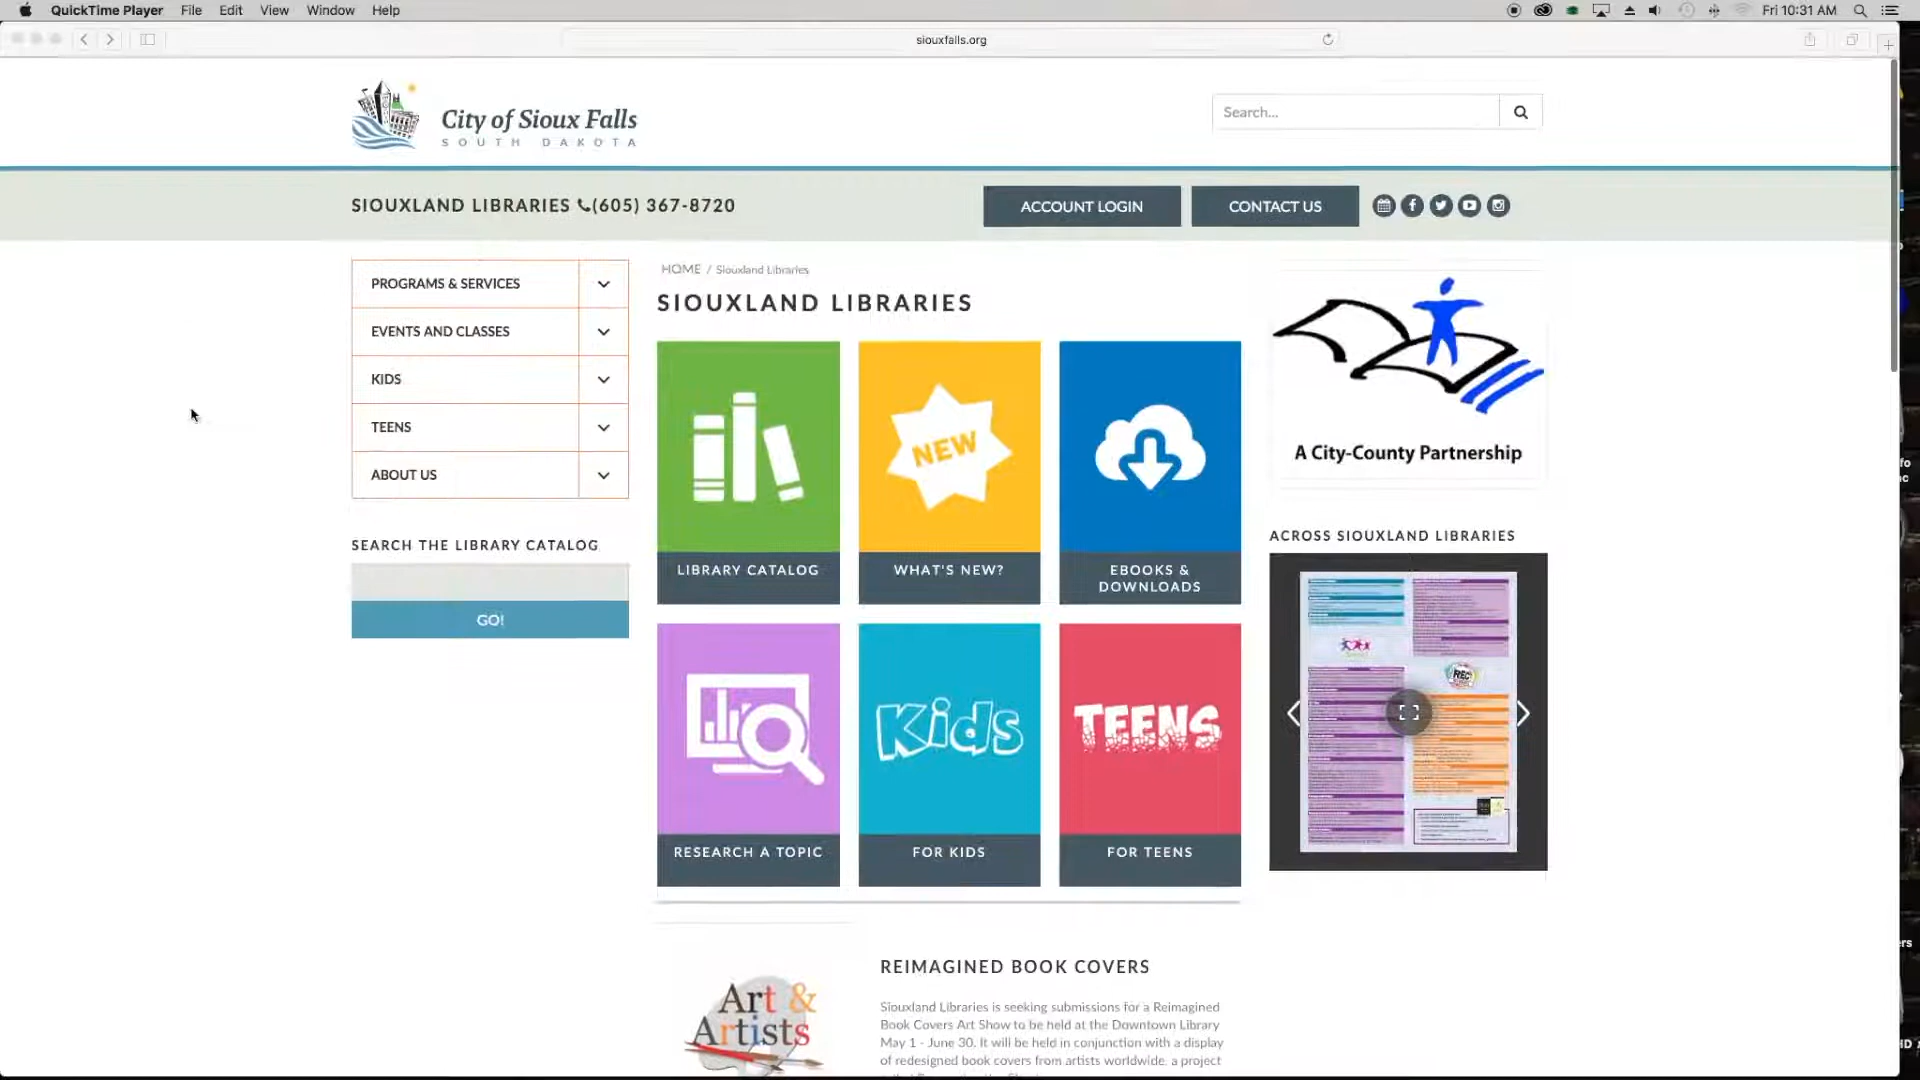 QuickTime Player File Edit View Window Help
Fri 10:31 AM
siouxfalls.org
City of Sioux Falls
SOUTH DAKOTA
Search...
SIOUXLAND LIBRARIES (605) 367-8720
ACCOUNT LOGIN
CONTACT US
PROGRAMS & SERVICES
EVENTS AND CLASSES
KIDS
TEENS
ABOUT US
SEARCH THE LIBRARY CATALOG
GO!
HOME / Siouxland Libraries
SIOUXLAND LIBRARIES
LIBRARY CATALOG
NEW
WHAT'S NEW?
EBOOKS &
DOWNLOADS
RESEARCH A TOPIC
Kids
FOR KIDS
TEENS
FOR TEENS
A City-County Partnership
ACROSS SIOUXLAND LIBRARIES
REC
Art &
Artists
REIMAGINED BOOK COVERS
Siouxland Libraries is seeking submissions for a Reimagined
Book Covers Art Show to be held at the Downtown Library
May 1 - June 30. It will be held in conjunction with a display
of redesigned book covers from artists worldwide, a project